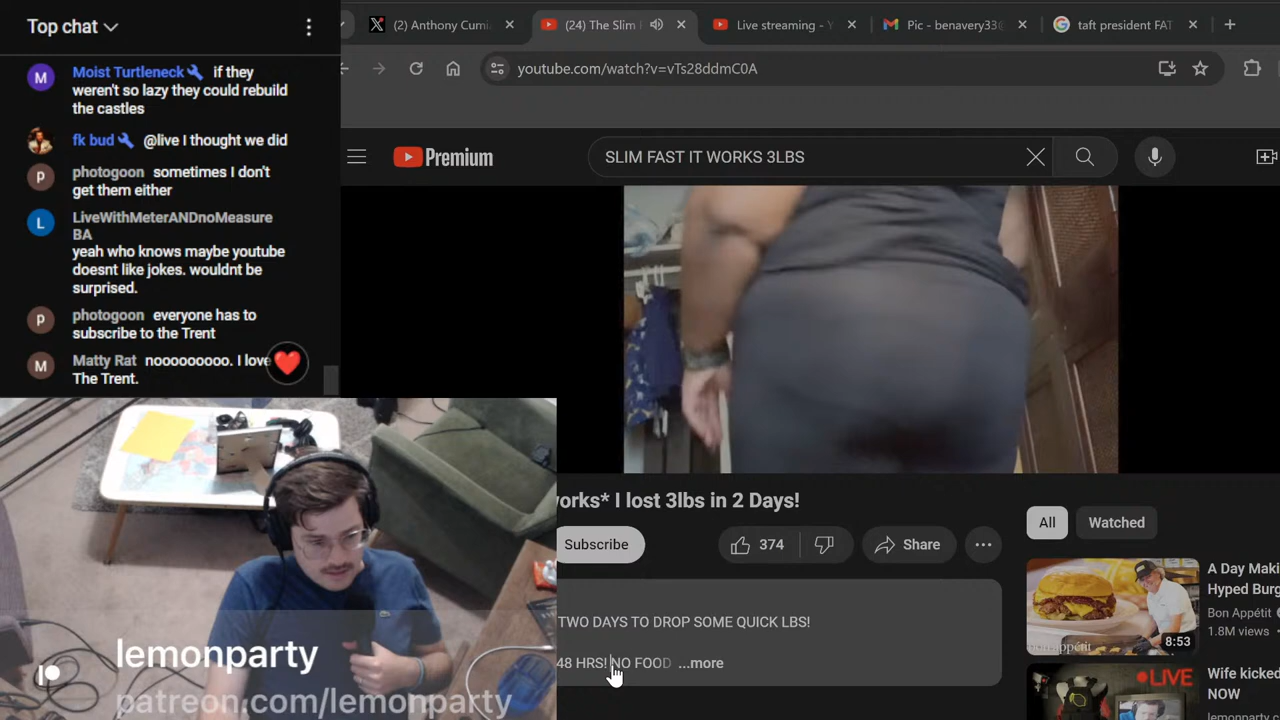 Top chat
Moist Turtleneck if they
weren't so lazy they could rebuild
the castles
fk bud @live I thought we did
photogoon sometimes I don't
get them either
LiveWithMeterANDnoMeasure
BA
yeah who knows maybe youtube
doesnt like jokes. wouldnt be
surprised.
photogoon everyone has to
subscribe to the Trent
Matty Rat nooooooooo. I love
The Trent.
M
P
L
P
M
(2) Anthony Cumi
(24) The Slim
Live streaming - Y
Pic - benavery33@
taft president FAT
youtube.com/watch?v=vTs28ddmC0A
Premium
SLIM FAST IT WORKS 3LBS
orks* I lost 3lbs in 2 Days!
Subscribe
374
Share
TWO DAYS TO DROP SOME QUICK LBS!
48 HRS! NO FOOD ...more
All
Watched
A Day Maki
Hyped Burg
Bon Appétit
1.8M views
bon appétit
8:53
LIVE
Wife kicked
NOW
lemonparty
patreon.com/lemonparty